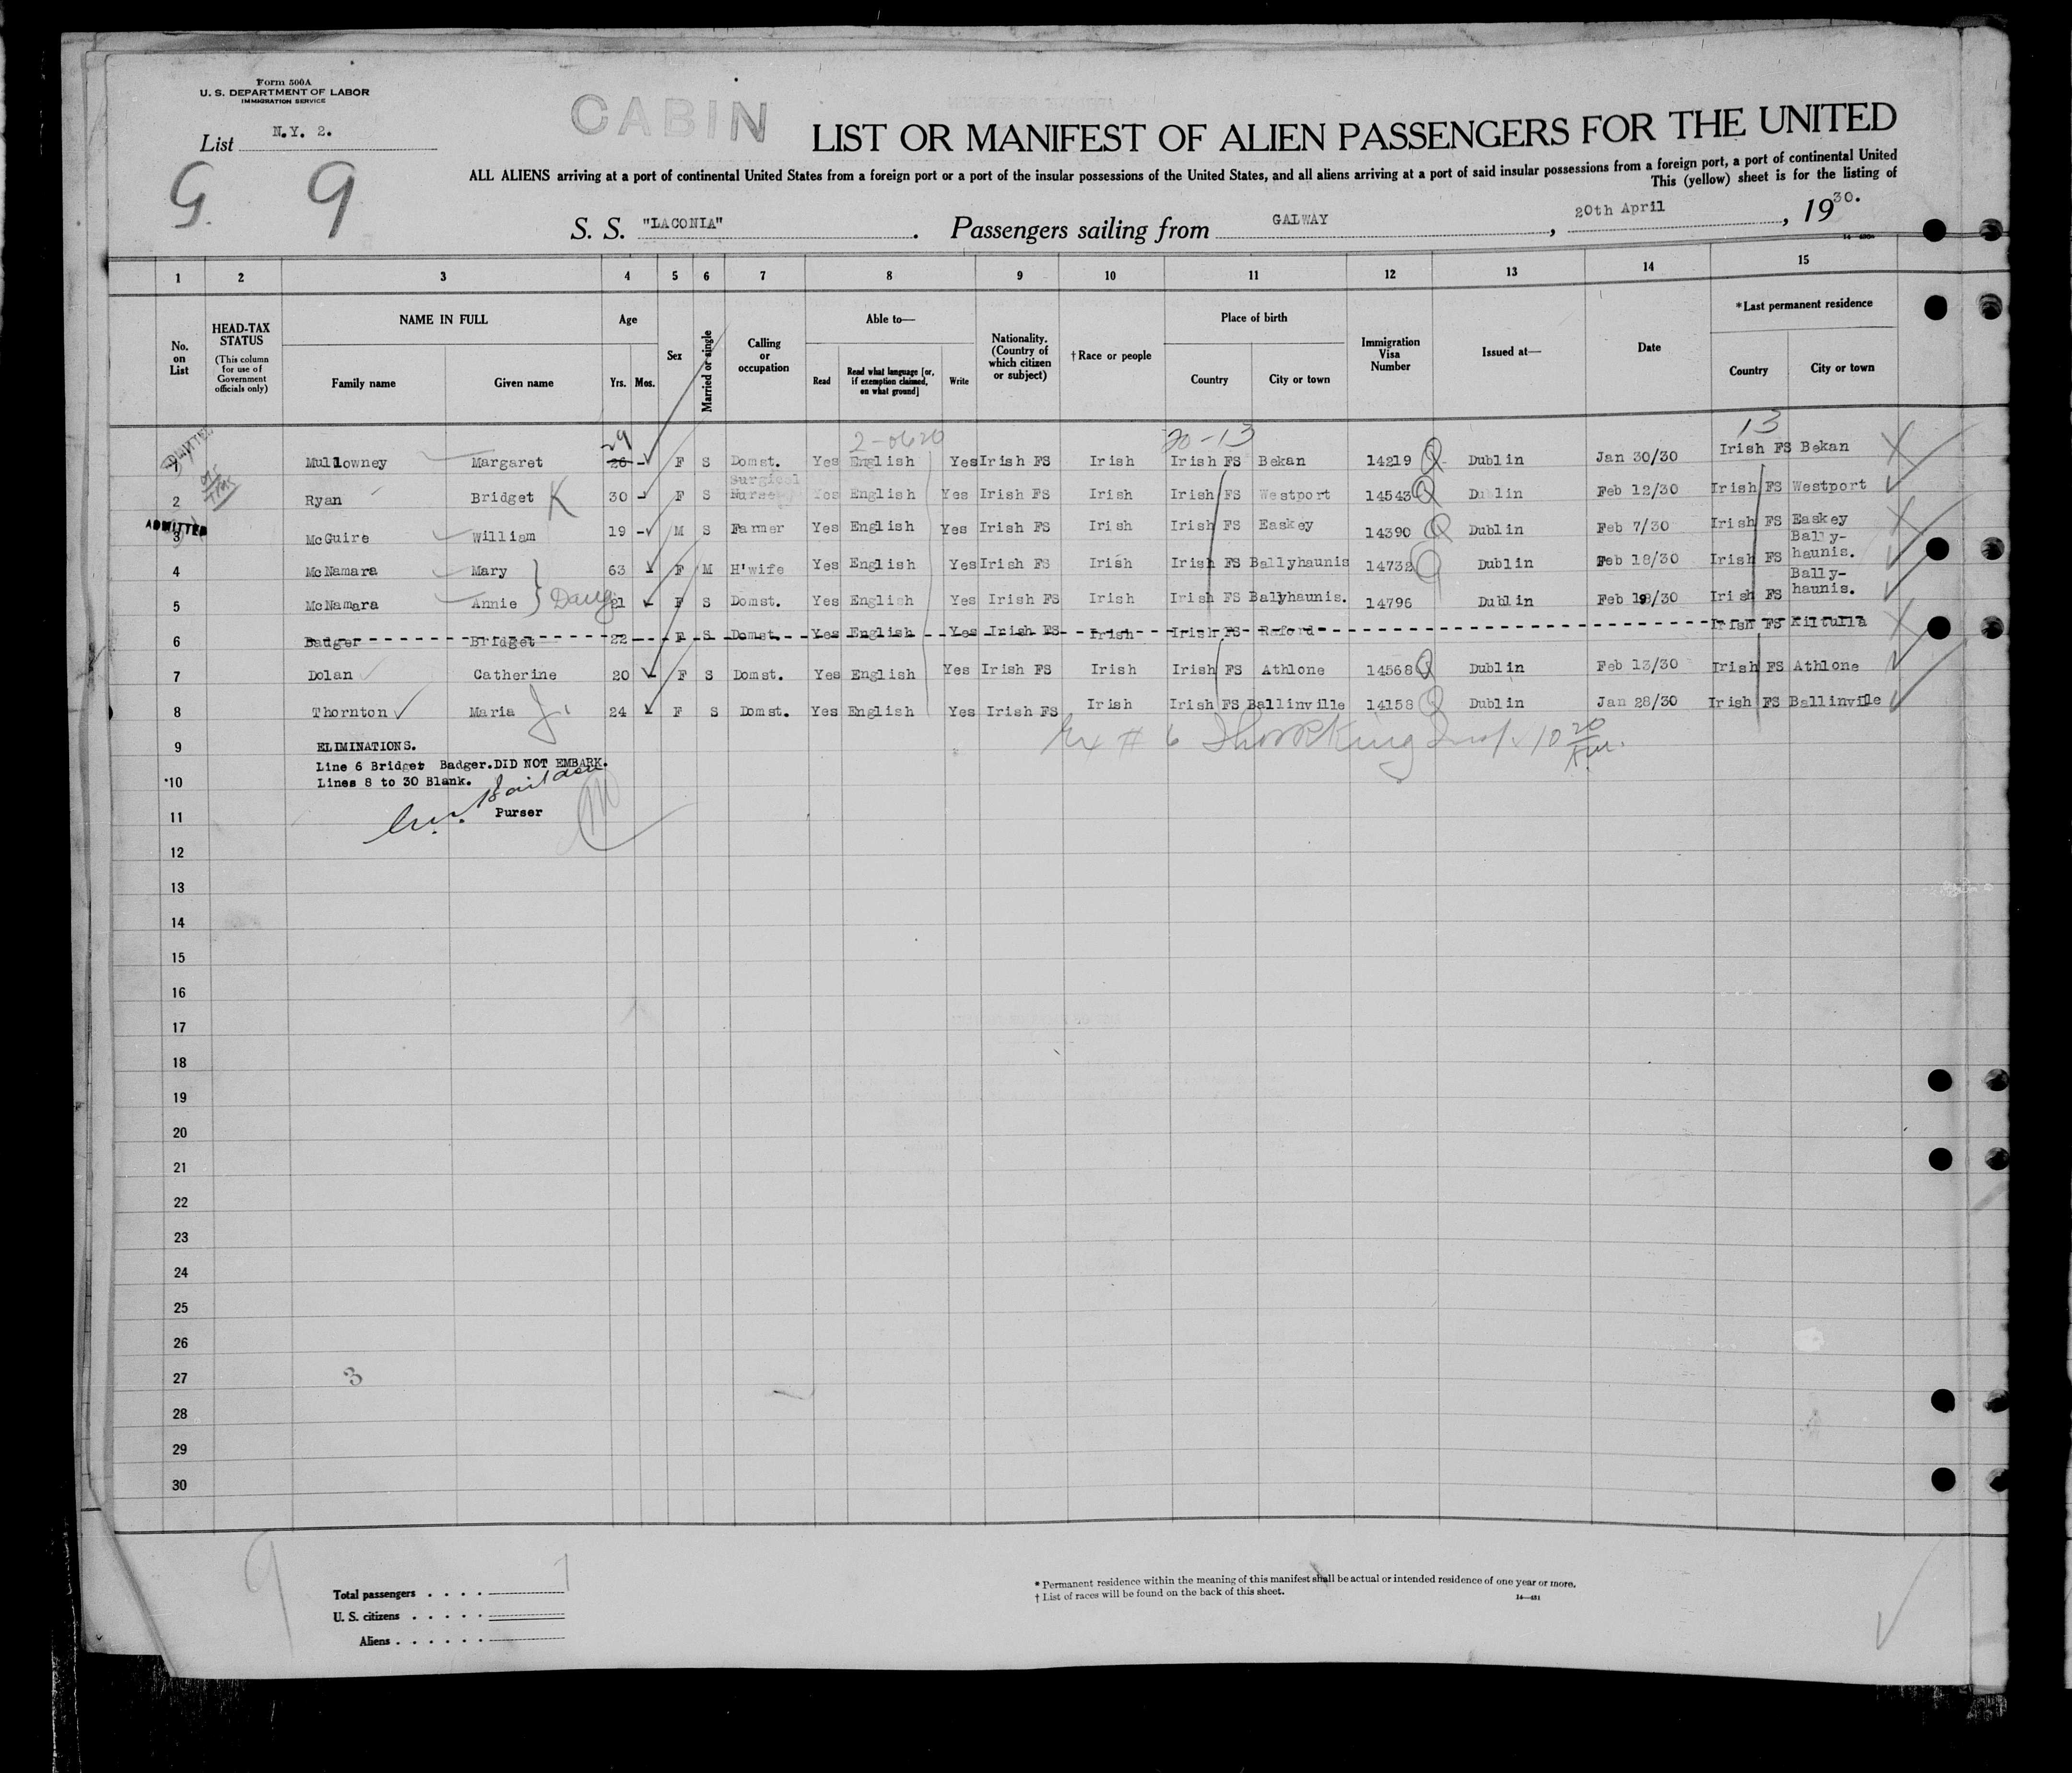 Form 500A
U. S. DEPARTMENT OF LABOR
IMMIGRATION SERVICE
List N.Y. 2.
CABIN
LIST OR MANIFEST OF ALIEN PASSENGERS FOR THE UNITED
G. 9
ALL ALIENS arriving at a port of continental United States from a foreign port or a port of the insular possessions of the United States, and all aliens arriving at a port of said insular possessions from a foreign port, a port of continental United
This (yellow) sheet is for the listing of
S. S. "LACONIA". Passengers sailing from GALWAY, 20th April, 1930.
1 2 3 4 5 6 7 8 9 10 11 12 13 14 15
No. on List
HEAD-TAX STATUS (This column for use of Government officials only)
NAME IN FULL
Family name Given name
Age
Yrs. Mos.
Sex
Married or single
Calling or occupation
Able to—
Read Read what language [or, if exemption claimed, on what ground] Write
Nationality. (Country of which citizen or subject)
†Race or people
Place of birth
Country City or town
Immigration Visa Number
Issued at—
Date
*Last permanent residence
Country City or town
29 2-0620 20-13 13
ADMITTED
Mullowney Margaret 26 - F S Domst. Yes English Yes Irish FS Irish Irish FS Bekan 14219 Q Dublin Jan 30/30 Irish FS Bekan
2 Ryan Bridget K 30 - F S Surgical Nurse Yes English Yes Irish FS Irish Irish FS Westport 14543 Q Dublin Feb 12/30 Irish FS Westport
ADMITTED
3 McGuire William 19 - M S Farmer Yes English Yes Irish FS Irish Irish FS Easkey 14390 Q Dublin Feb 7/30 Irish FS Easkey
4 McNamara Mary 63 F M H'wife Yes English Yes Irish FS Irish Irish FS Ballyhaunis 14732 Dublin Feb 18/30 Irish FS Bally-haunis.
5 McNamara Annie } Daug 21 F S Domst. Yes English Yes Irish FS Irish Irish FS Balyhaunis. 14796 Dublin Feb 19/30 Irish FS Bally-haunis.
6 Badger Bridget 22 F S Domst. Yes English Yes Irish FS Irish Irish FS Raford Irish FS Kiltulla
7 Dolan Catherine 20 F S Domst. Yes English Yes Irish FS Irish Irish FS Athlone 14568 Q Dublin Feb 13/30 Irish FS Athlone
8 Thornton Maria J. 24 F S Domst. Yes English Yes Irish FS Irish Irish FS Ballinville 14158 Q Dublin Jan 28/30 Irish FS Ballinville
9 ELIMINATIONS.
Line 6 Bridget Badger. DID NOT EMBARK.
10 Lines 8 to 30 Blank.
11 Purser
12
13
14
15
16
17
18
19
20
21
22
23
24
25
26
27 3
28
29
30
9
Total passengers . . . . 7
U. S. citizens . . . . .
Aliens . . . . . .
* Permanent residence within the meaning of this manifest shall be actual or intended residence of one year or more.
† List of races will be found on the back of this sheet.
14—481